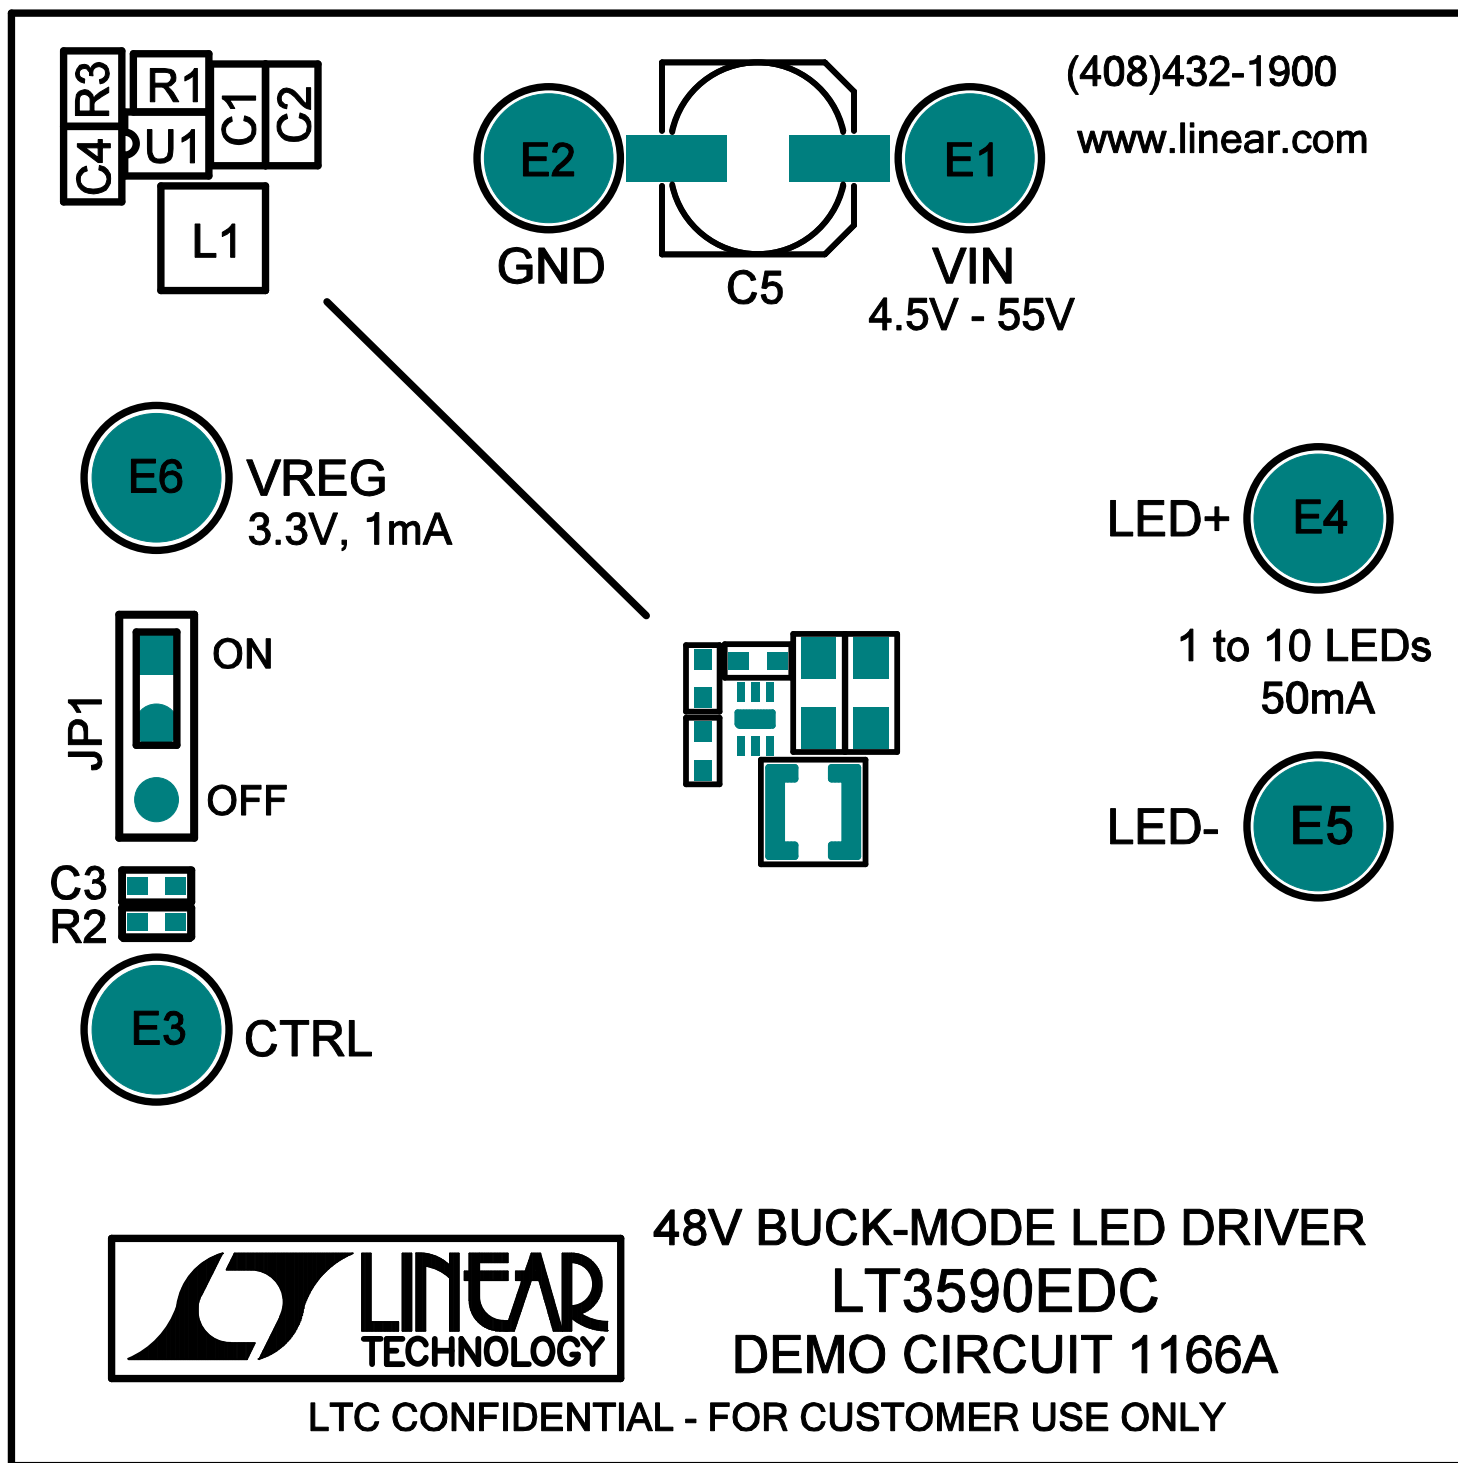 R3
R1
C1
C2
C4
U1
L1
E2
GND
C5
E1
VIN
4.5V - 55V
(408)432-1900
www.linear.com
E6
VREG
3.3V, 1mA
LED+
E4
1 to 10 LEDs
50mA
LED-
E5
JP1
ON
OFF
C3
R2
E3
CTRL
LINEAR
TECHNOLOGY
48V BUCK-MODE LED DRIVER
LT3590EDC
DEMO CIRCUIT 1166A
LTC CONFIDENTIAL - FOR CUSTOMER USE ONLY